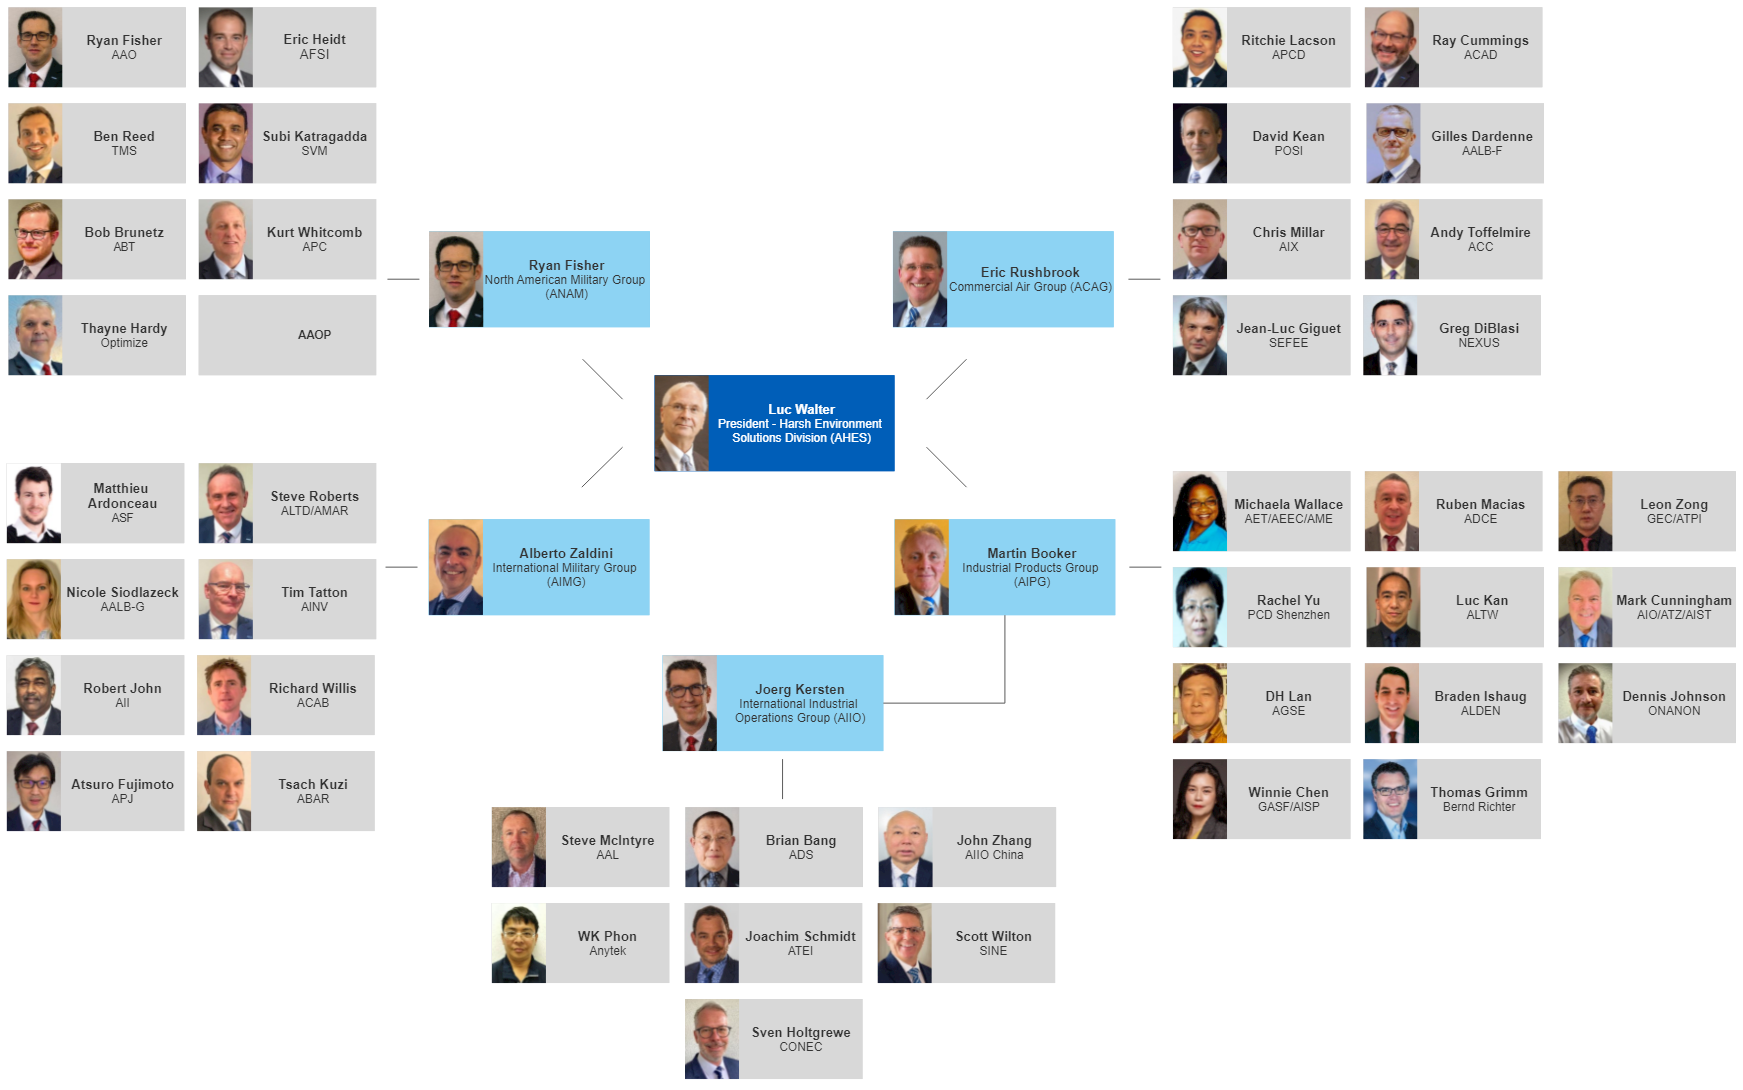 Ryan Fisher
AAO
Eric Heidt
AFSI
Ben Reed
TMS
Subi Katragadda
SVM
Bob Brunetz
ABT
Kurt Whitcomb
APC
Thayne Hardy
Optimize
AAOP
Ryan Fisher
North American Military Group
(ANAM)
Eric Rushbrook
Commercial Air Group (ACAG)
Ritchie Lacson
APCD
Ray Cummings
ACAD
David Kean
POSI
Gilles Dardenne
AALB-F
Chris Millar
AIX
Andy Toffelmire
ACC
Jean-Luc Giguet
SEFEE
Greg DiBlasi
NEXUS
Luc Walter
President - Harsh Environment
Solutions Division (AHES)
Matthieu
Ardonceau
ASF
Steve Roberts
ALTD/AMAR
Nicole Siodlazeck
AALB-G
Tim Tatton
AINV
Robert John
AII
Richard Willis
ACAB
Atsuro Fujimoto
APJ
Tsach Kuzi
ABAR
Alberto Zaldini
International Military Group
(AIMG)
Martin Booker
Industrial Products Group
(AIPG)
Michaela Wallace
AET/AEEC/AME
Ruben Macias
ADCE
Leon Zong
GEC/ATPI
Rachel Yu
PCD Shenzhen
Luc Kan
ALTW
Mark Cunningham
AIO/ATZ/AIST
DH Lan
AGSE
Braden Ishaug
ALDEN
Dennis Johnson
ONANON
Winnie Chen
GASF/AISP
Thomas Grimm
Bernd Richter
Joerg Kersten
International Industrial
Operations Group (AIIO)
Steve McIntyre
AAL
Brian Bang
ADS
John Zhang
AIIO China
WK Phon
Anytek
Joachim Schmidt
ATEI
Scott Wilton
SINE
Sven Holtgrewe
CONEC